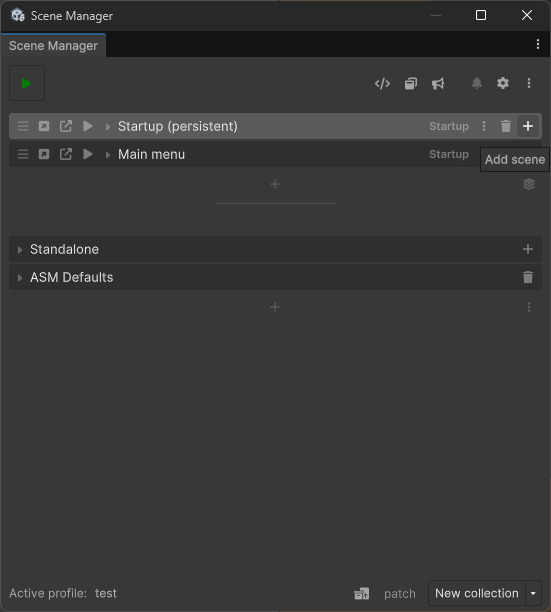 Scene Manager
Scene Manager
Startup (persistent) Startup
Main menu Startup
Add scene
Standalone
ASM Defaults
Active profile: test patch New collection